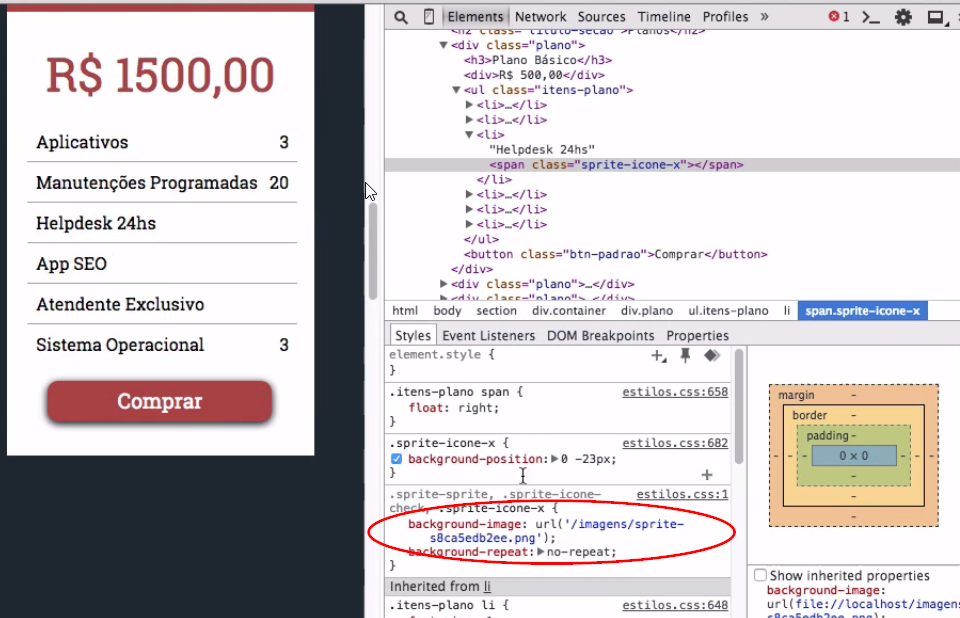 R$ 1500,00
Aplicativos 3
Manutenções Programadas 20
Helpdesk 24hs
App SEO
Atendente Exclusivo
Sistema Operacional 3
Comprar
Elements Network Sources Timeline Profiles » 1
<h2 class="titulo-secao">Planos</h2>
▼<div class="plano">
<h3>Plano Básico</h3>
<div>R$ 500,00</div>
▼<ul class="itens-plano">
▶<li>…</li>
▶<li>…</li>
▼<li>
"Helpdesk 24hs"
<span class="sprite-icone-x"></span>
</li>
▶<li>…</li>
▶<li>…</li>
▶<li>…</li>
</ul>
<button class="btn-padrao">Comprar</button>
</div>
▶<div class="plano">…</div>
▶<div class="plano">…</div>
html body section div.container div.plano ul.itens-plano li span.sprite-icone-x
Styles Event Listeners DOM Breakpoints Properties
element.style {
}
.itens-plano span { estilos.css:658
float: right;
}
.sprite-icone-x { estilos.css:682
background-position:▶0 -23px;
}
.sprite-sprite, .sprite-icone- estilos.css:1
check, .sprite-icone-x {
background-image: url('/imagens/sprite-
s8ca5edb2ee.png');
background-repeat:▶no-repeat;
}
Inherited from li
.itens-plano li { estilos.css:648
margin -
border -
padding -
- - - 0 × 0 - - -
-
-
-
Show inherited properties
background-image:
url(file://localhost/imagens
s8ca5edb2ee.png);